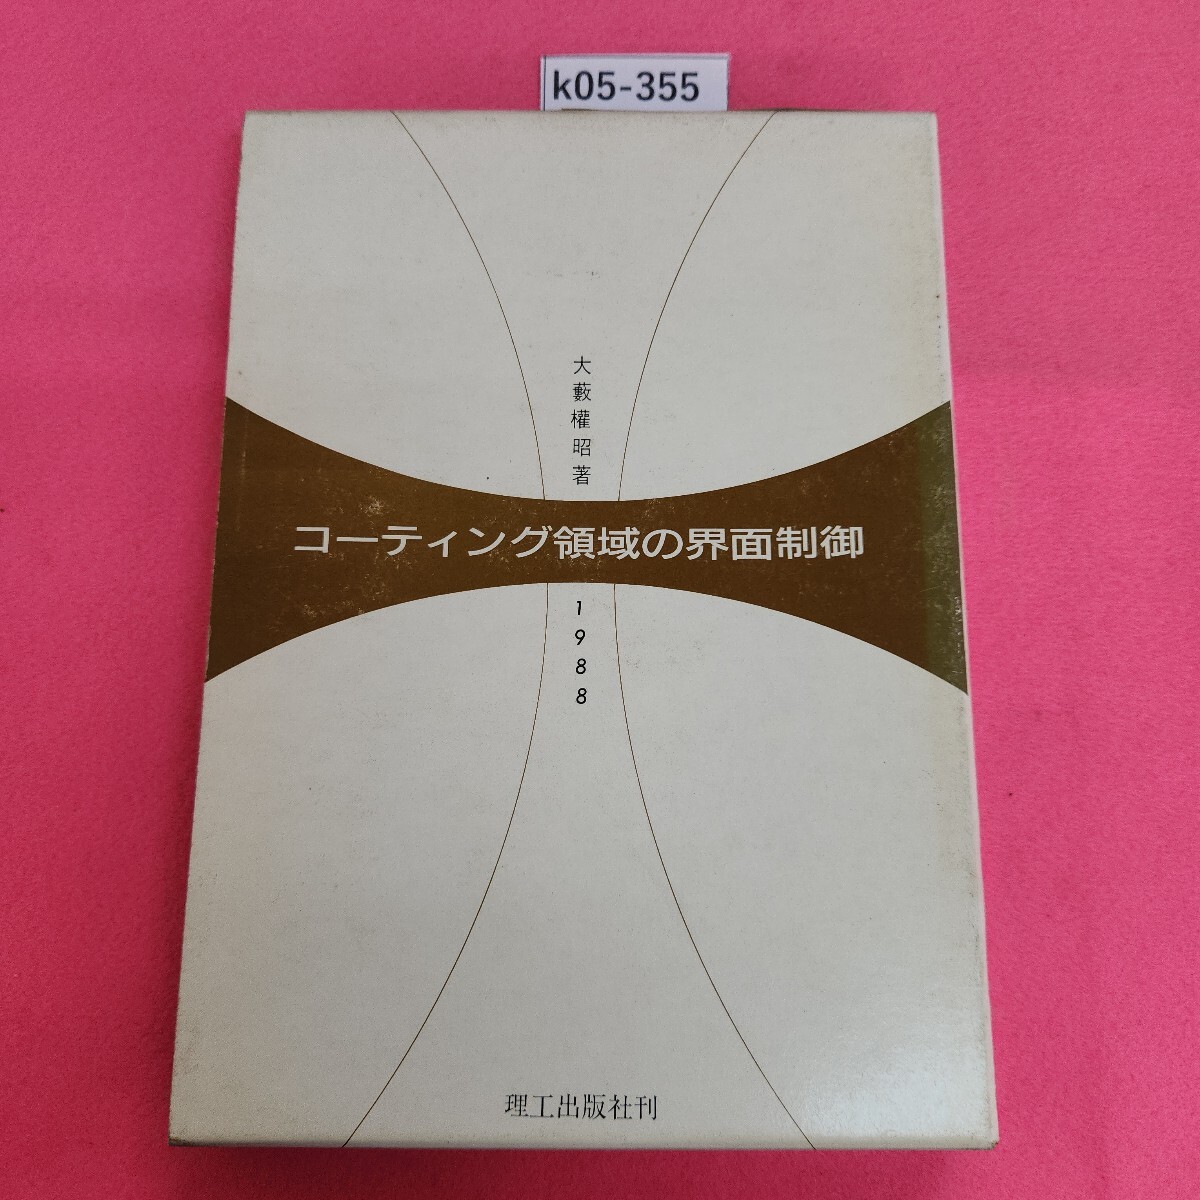 k05-355
大藪權昭著
コーティング領域の界面制御
1988
理工出版社刊